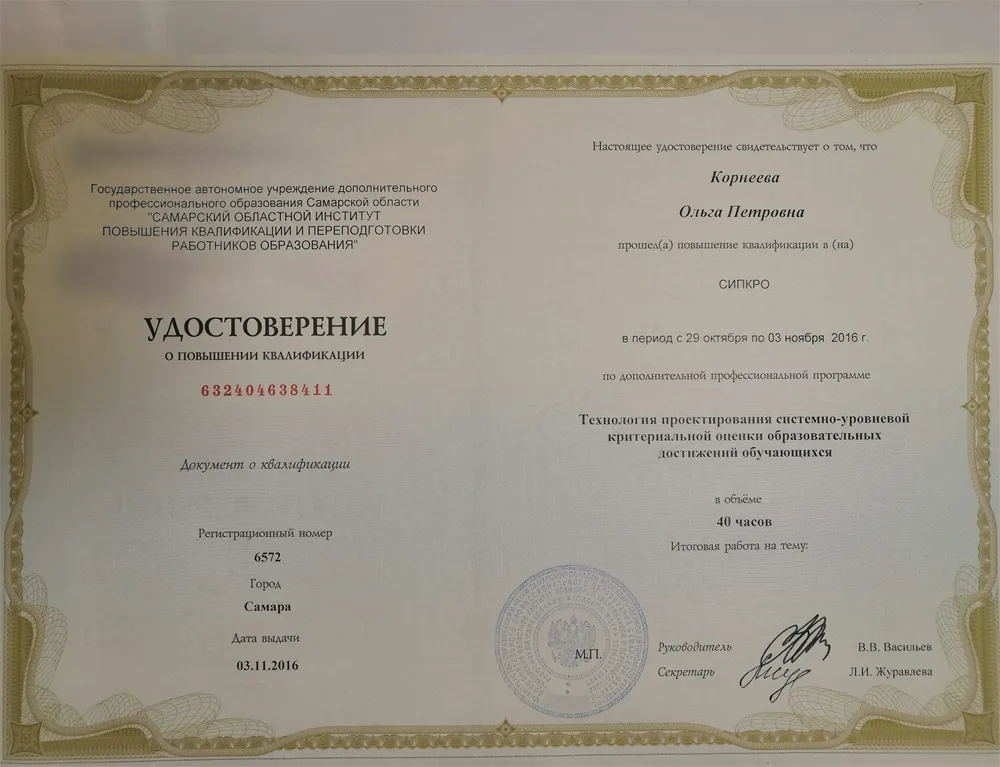 Государственное автономное учреждение дополнительного
профессионального образования Самарской области
"САМАРСКИЙ ОБЛАСТНОЙ ИНСТИТУТ
ПОВЫШЕНИЯ КВАЛИФИКАЦИИ И ПЕРЕПОДГОТОВКИ
РАБОТНИКОВ ОБРАЗОВАНИЯ"
УДОСТОВЕРЕНИЕ
О ПОВЫШЕНИИ КВАЛИФИКАЦИИ
632404638411
Документ о квалификации
Регистрационный номер
6572
Город
Самара
Дата выдачи
03.11.2016
Настоящее удостоверение свидетельствует о том, что
Корнеева
Ольга Петровна
прошел(а) повышение квалификации в (на)
СИПКРО
в период с 29 октября по 03 ноября 2016 г.
по дополнительной профессиональной программе
Технология проектирования системно-уровневой
критериальной оценки образовательных
достижений обучающихся
в объёме
40 часов
Итоговая работа на тему:
М.П.
Руководитель В.В. Васильев
Секретарь Л.И. Журавлева